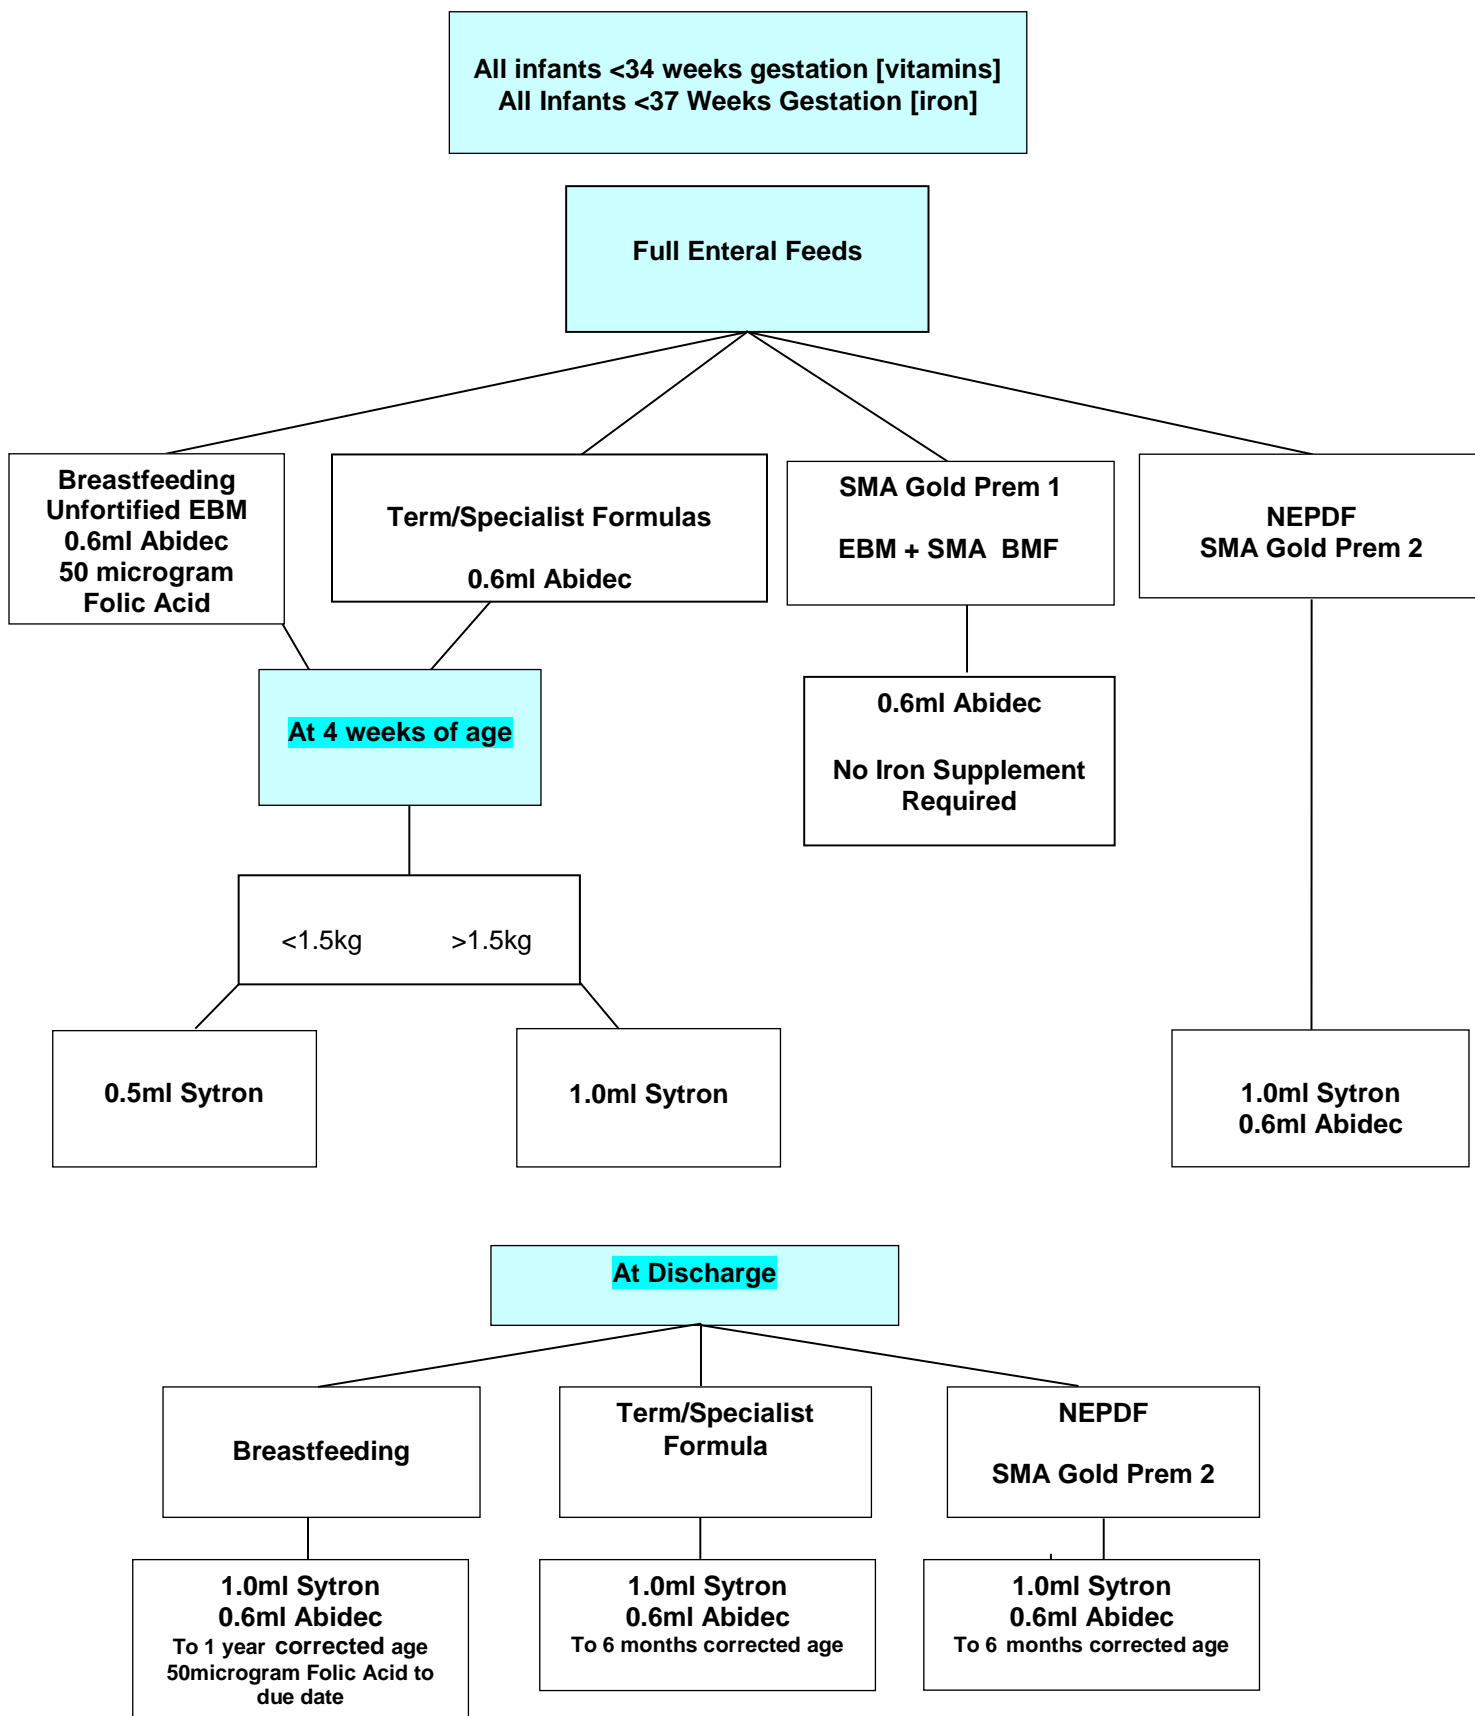 All infants <34 weeks gestation [vitamins]
All Infants <37 Weeks Gestation [iron]
Full Enteral Feeds
Breastfeeding
Unfortified EBM
0.6ml Abidec
50 microgram
Folic Acid
Term/Specialist Formulas
0.6ml Abidec
SMA Gold Prem 1
EBM + SMA BMF
NEPDF
SMA Gold Prem 2
At 4 weeks of age
0.6ml Abidec
No Iron Supplement
Required
<1.5kg >1.5kg
0.5ml Sytron
1.0ml Sytron
1.0ml Sytron
0.6ml Abidec
At Discharge
Breastfeeding
Term/Specialist
Formula
NEPDF
SMA Gold Prem 2
1.0ml Sytron
0.6ml Abidec
To 1 year corrected age
50microgram Folic Acid to
due date
1.0ml Sytron
0.6ml Abidec
To 6 months corrected age
1.0ml Sytron
0.6ml Abidec
To 6 months corrected age